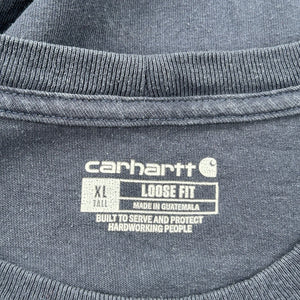 carhartt
XL
TALL
LOOSE FIT
MADE IN GUATEMALA
BUILT TO SERVE AND PROTECT
HARDWORKING PEOPLE